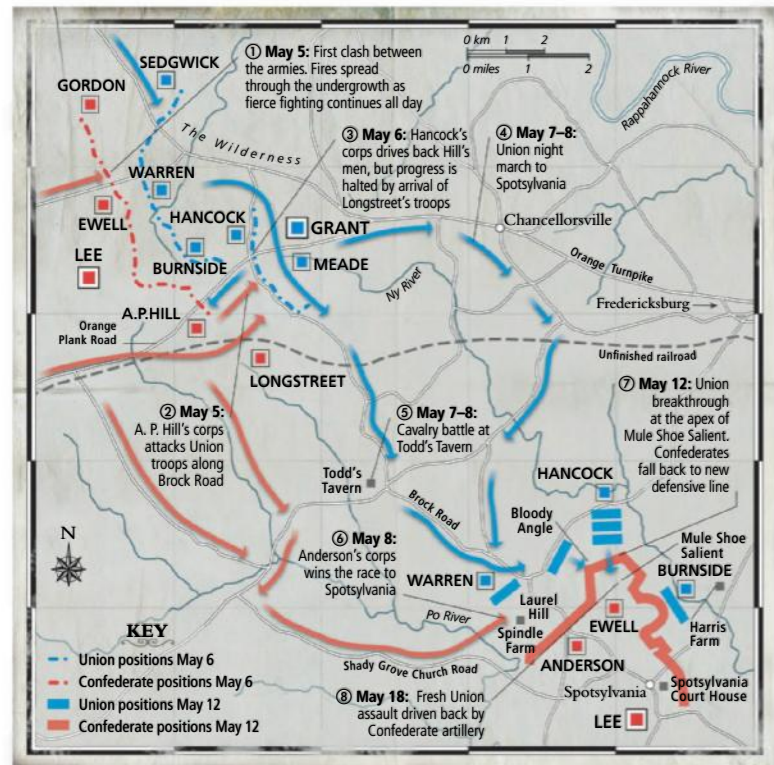 SEDGWICK
GORDON
① May 5: First clash between
the armies. Fires spread
through the undergrowth as
fierce fighting continues all day
0 km 1 2
0 miles 1 2
Rappahannock River
The Wilderness
③ May 6: Hancock's
corps drives back Hill's
men, but progress is
halted by arrival of
Longstreet's troops
④ May 7–8:
Union night
march to
Spotsylvania
WARREN
EWELL
HANCOCK
GRANT
Chancellorsville
LEE
BURNSIDE
MEADE
Ny River
Orange Turnpike
Fredericksburg
A.P.HILL
Orange
Plank Road
Unfinished railroad
LONGSTREET
② May 5:
A. P. Hill's corps
attacks Union
troops along
Brock Road
⑤ May 7–8:
Cavalry battle at
Todd's Tavern
⑦ May 12: Union
breakthrough
at the apex of
Mule Shoe Salient.
Confederates
fall back to new
defensive line
Todd's
Tavern
HANCOCK
Brock Road
Bloody
Angle
Mule Shoe
Salient
N
⑥ May 8:
Anderson's corps
wins the race to
Spotsylvania
WARREN
BURNSIDE
Laurel
Hill
Po River
Spindle
Farm
EWELL
Harris
Farm
KEY
Union positions May 6
Confederate positions May 6
Union positions May 12
Confederate positions May 12
Shady Grove Church Road
ANDERSON
Spotsylvania
Spotsylvania
Court House
⑧ May 18: Fresh Union
assault driven back by
Confederate artillery
LEE